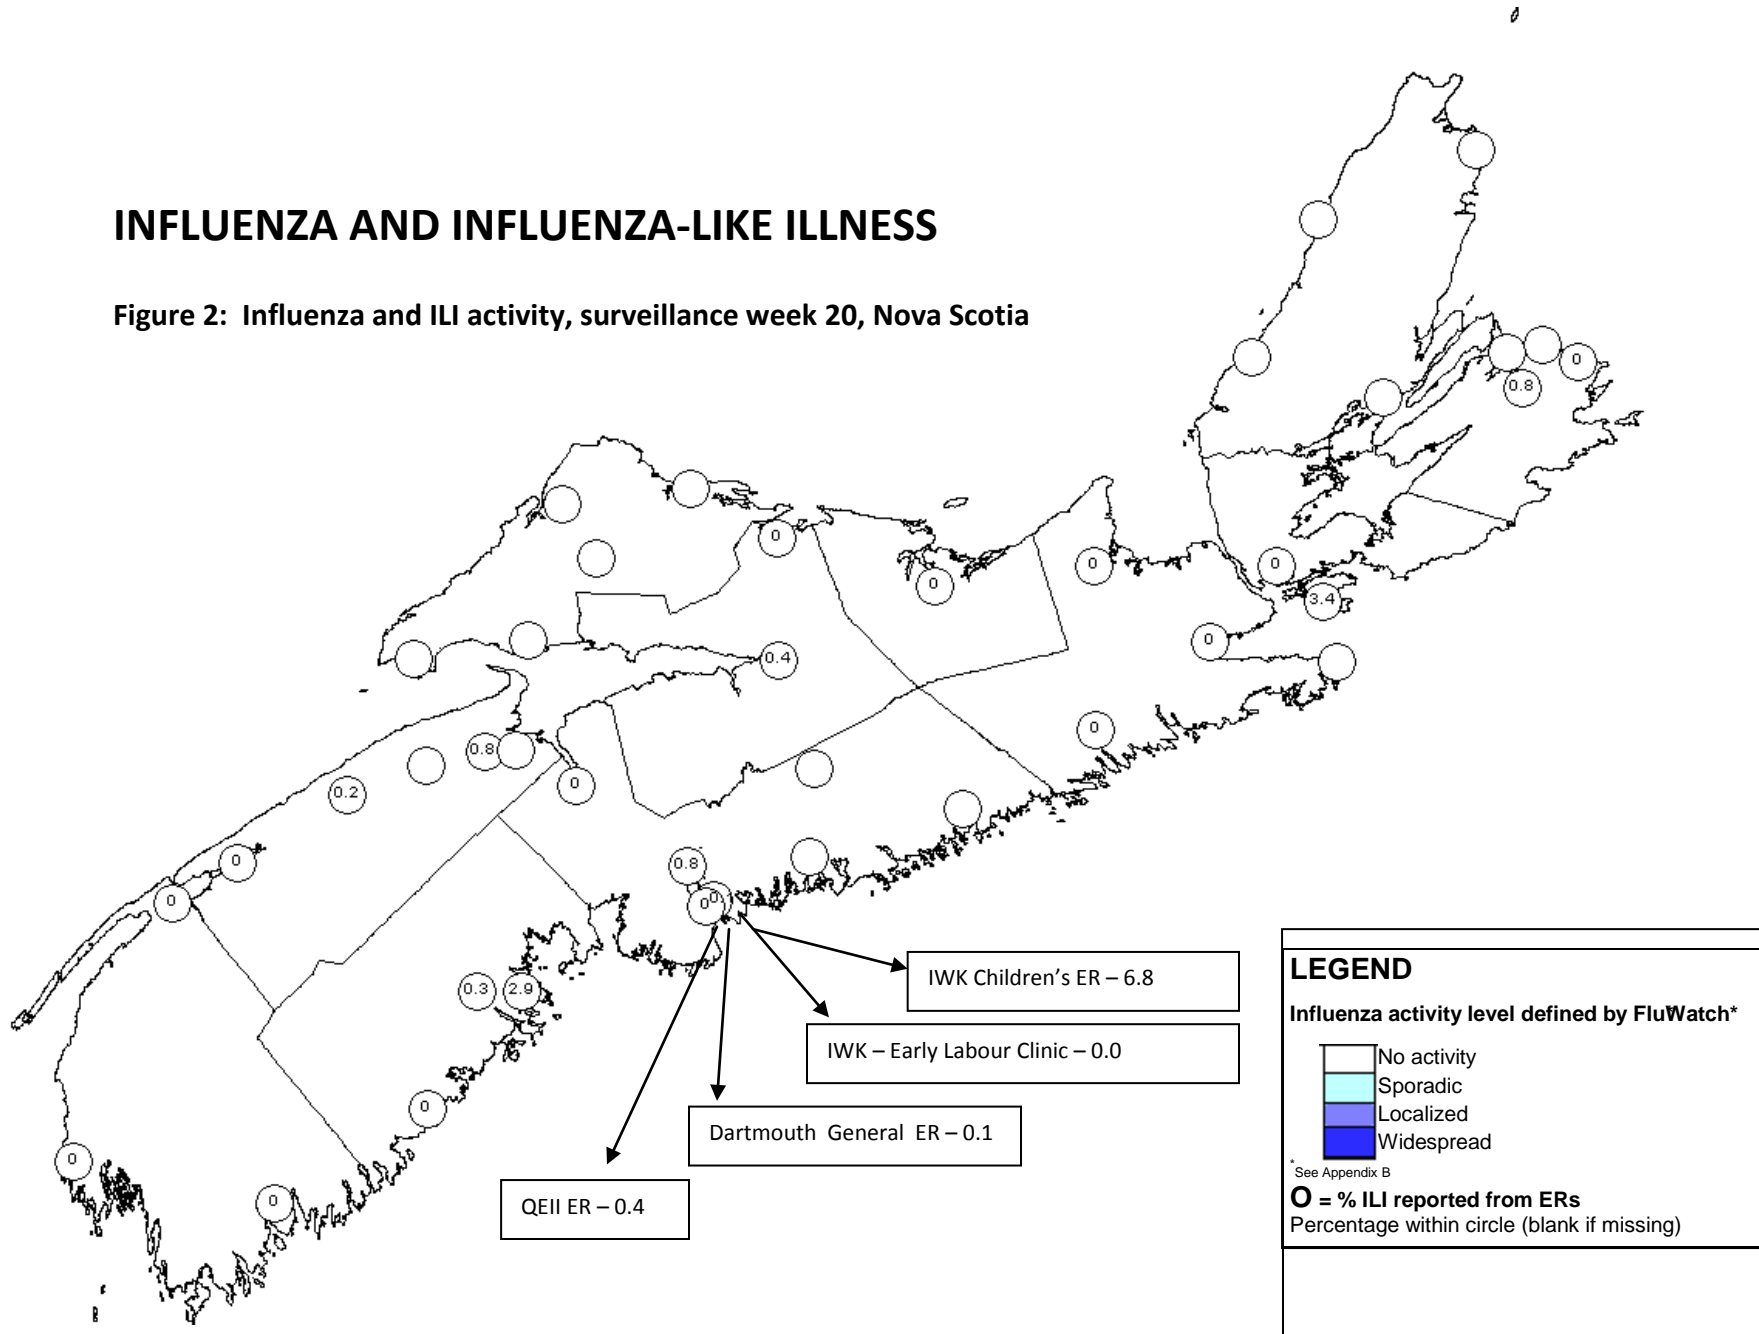 INFLUENZA AND INFLUENZA-LIKE ILLNESS
Figure 2: Influenza and ILI activity, surveillance week 20, Nova Scotia
0
0.8
0
0
0
0
3.4
0
0.4
0
0.8
0
0.2
0
0
0.8
0
0.3
2.9
0
0
0
IWK Children's ER – 6.8
IWK – Early Labour Clinic – 0.0
Dartmouth General ER – 0.1
QEII ER – 0.4
LEGEND
Influenza activity level defined by FluWatch*
No activity
Sporadic
Localized
Widespread
*See Appendix B
O = % ILI reported from ERs
Percentage within circle (blank if missing)